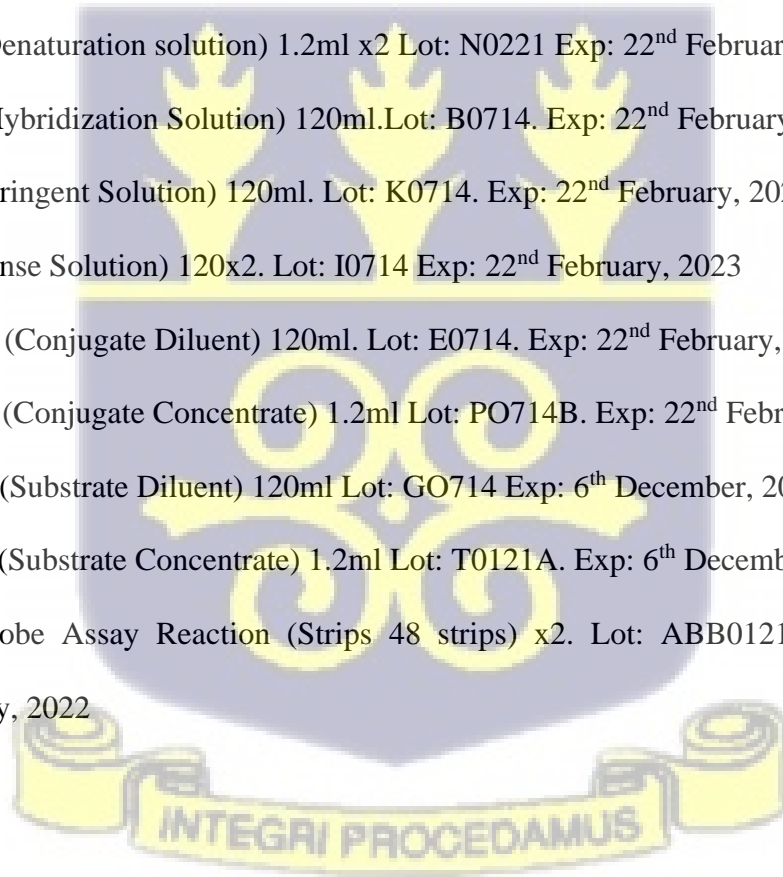 enaturation solution) 1.2ml x2 Lot: N0221 Exp: 22nd Februar
ybridization Solution) 120ml.Lot: B0714. Exp: 22nd February
ringent Solution) 120ml. Lot: K0714. Exp: 22nd February, 202
nse Solution) 120x2. Lot: I0714 Exp: 22nd February, 2023
(Conjugate Diluent) 120ml. Lot: E0714. Exp: 22nd February,
(Conjugate Concentrate) 1.2ml Lot: PO714B. Exp: 22nd Febr
(Substrate Diluent) 120ml Lot: GO714 Exp: 6th December, 20
(Substrate Concentrate) 1.2ml Lot: T0121A. Exp: 6th Decemb
obe Assay Reaction (Strips 48 strips) x2. Lot: ABB0121
y, 2022
INTEGRI PROCEDAMUS